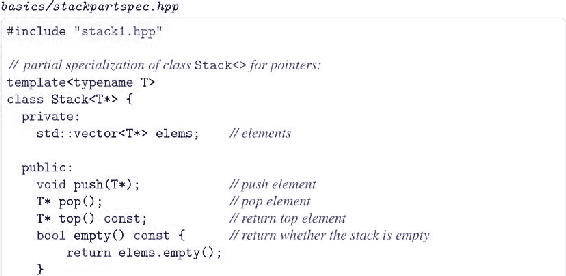 basics/stackpartspec.hpp
#include "stack1.hpp"
// partial specialization of class Stack<> for pointers:
template<typename T>
class Stack<T*> {
private:
std::vector<T*> elems; // elements
public:
void push(T*); // push element
T* pop(); // pop element
T* top() const; // return top element
bool empty() const { // return whether the stack is empty
return elems.empty();
}